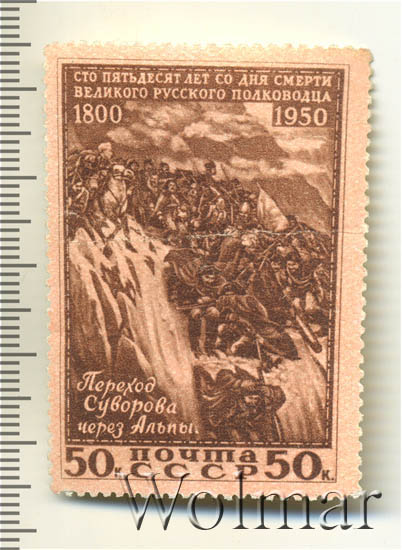 СТО ПЯТЬДЕСЯТ ЛЕТ СО ДНЯ СМЕРТИ
ВЕЛИКОГО РУССКОГО ПОЛКОВОДЦА
1800 1950
Переход
Суворова
через Альпы.
ПОЧТА
50к. СССР 50к.
Wolmar